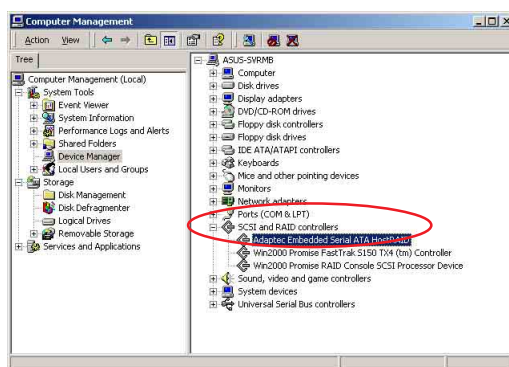 Computer Management
Action View
Tree
Computer Management (Local)
System Tools
Event Viewer
System Information
Performance Logs and Alerts
Shared Folders
Device Manager
Local Users and Groups
Storage
Disk Management
Disk Defragmenter
Logical Drives
Removable Storage
Services and Applications
ASUS-SVRMB
Computer
Disk drives
Display adapters
DVD/CD-ROM drives
Floppy disk controllers
Floppy disk drives
IDE ATA/ATAPI controllers
Keyboards
Mice and other pointing devices
Monitors
Network adapters
Ports (COM & LPT)
SCSI and RAID controllers
Adaptec Embedded Serial ATA HostRAID
Win2000 Promise FastTrak S150 TX4 (tm) Controller
Win2000 Promise RAID Console SCSI Processor Device
Sound, video and game controllers
System devices
Universal Serial Bus controllers